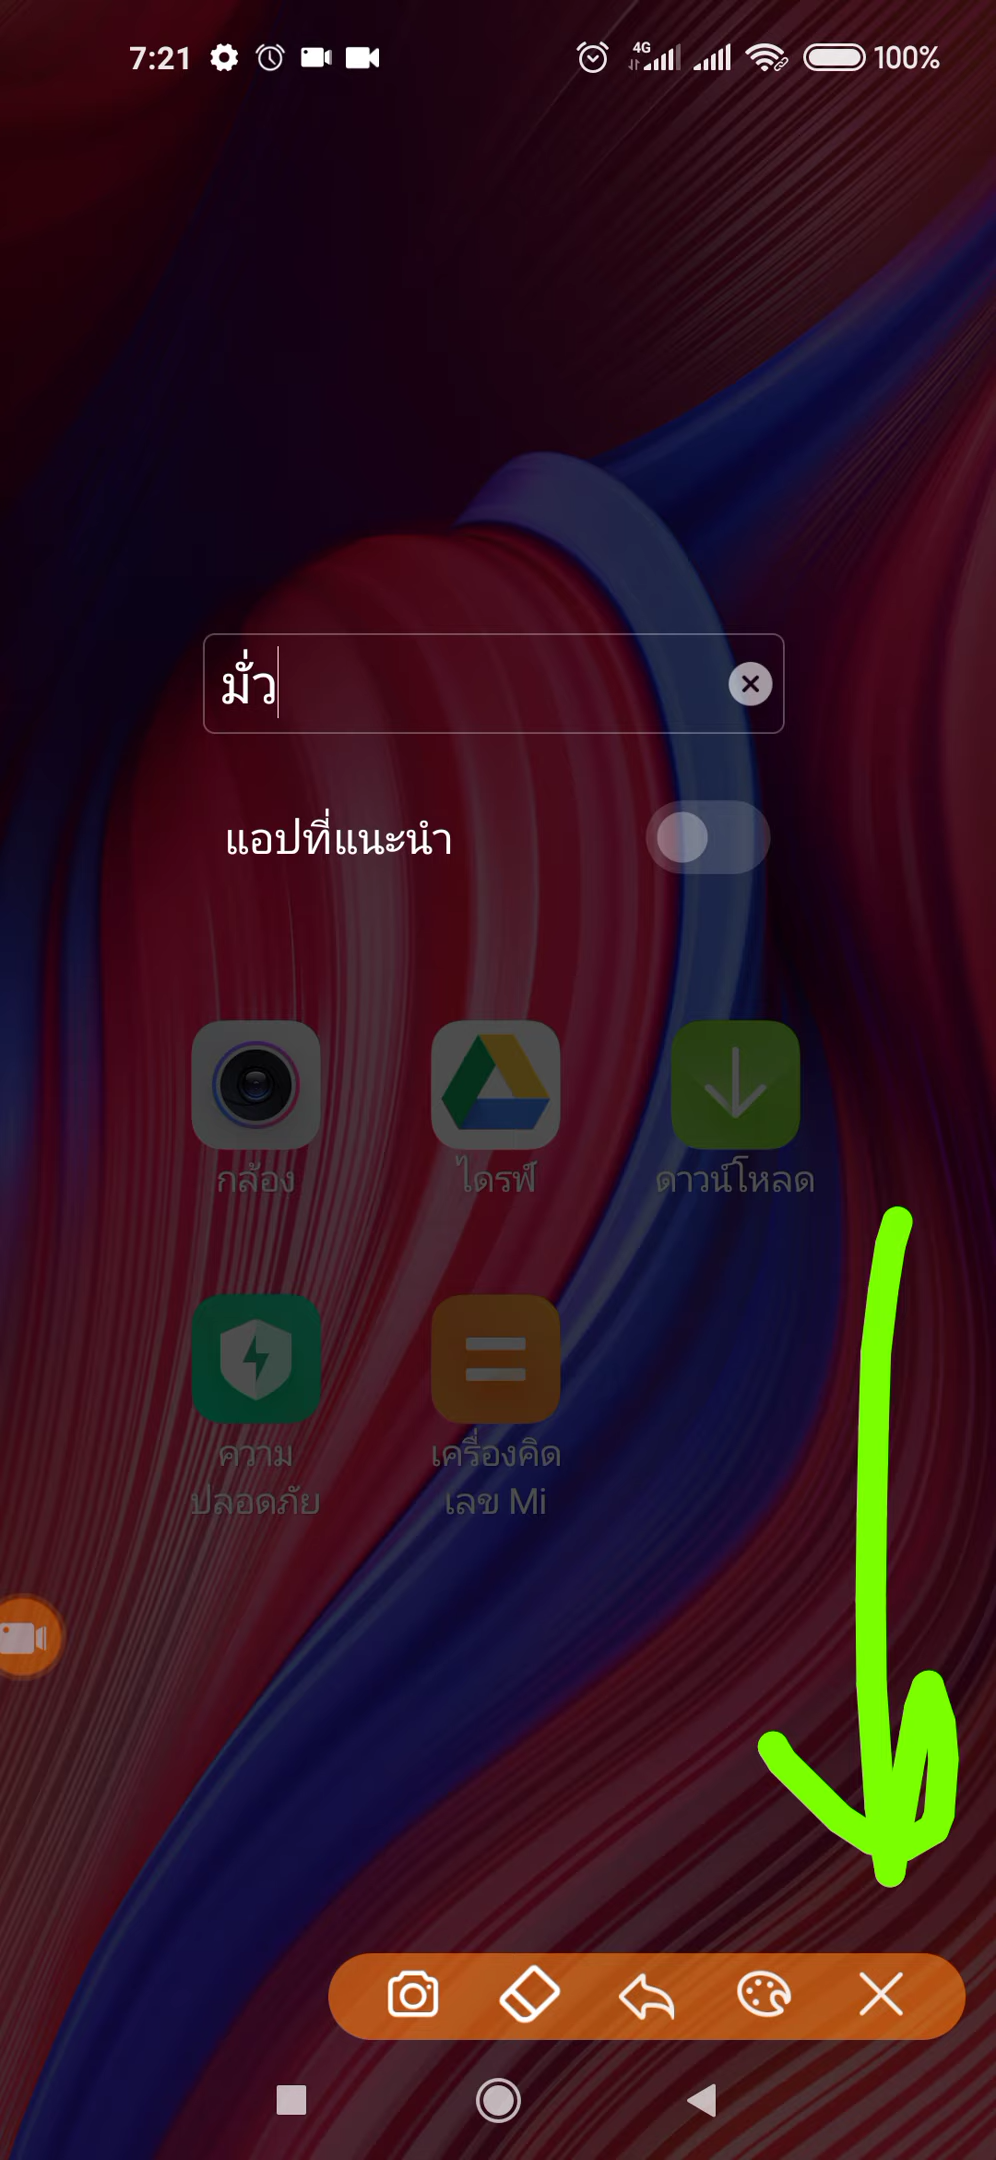 7:21 4G 100%
มั่ว
แอปที่แนะนำ
กล้อง ไดรฟ์ ดาวน์โหลด
ความ
ปลอดภัย
เครื่องคิด
เลข Mi